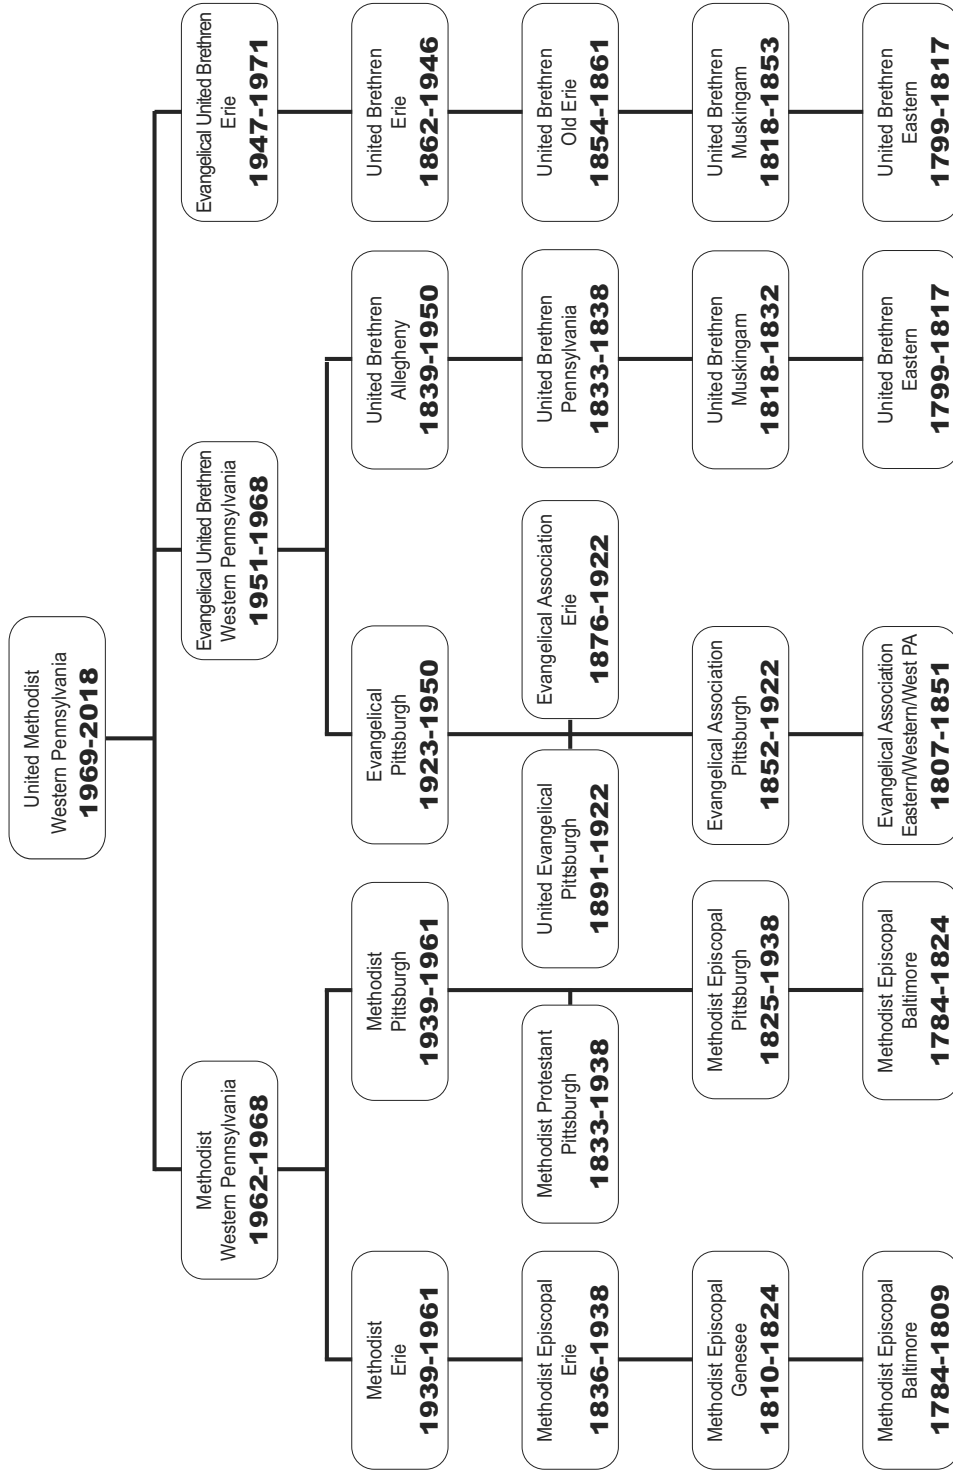 United Methodist
Western Pennsylvania
1969-2018
Methodist
Western Pennsylvania
1962-1968
Evangelical United Brethren
Western Pennsylvania
1951-1968
Evangelical United Brethren
Erie
1947-1971
Methodist
Erie
1939-1961
Methodist
Pittsburgh
1939-1961
Evangelical
Pittsburgh
1923-1950
United Brethren
Allegheny
1839-1950
United Brethren
Erie
1862-1946
Methodist Episcopal
Erie
1836-1938
Methodist Protestant
Pittsburgh
1833-1938
United Evangelical
Pittsburgh
1891-1922
Evangelical Association
Erie
1876-1922
United Brethren
Pennsylvania
1833-1838
United Brethren
Old Erie
1854-1861
Methodist Episcopal
Genesee
1810-1824
Methodist Episcopal
Pittsburgh
1825-1938
Evangelical Association
Pittsburgh
1852-1922
United Brethren
Muskingam
1818-1832
United Brethren
Muskingam
1818-1853
Methodist Episcopal
Baltimore
1784-1809
Methodist Episcopal
Baltimore
1784-1824
Evangelical Association
Eastern/Western/West PA
1807-1851
United Brethren
Eastern
1799-1817
United Brethren
Eastern
1799-1817